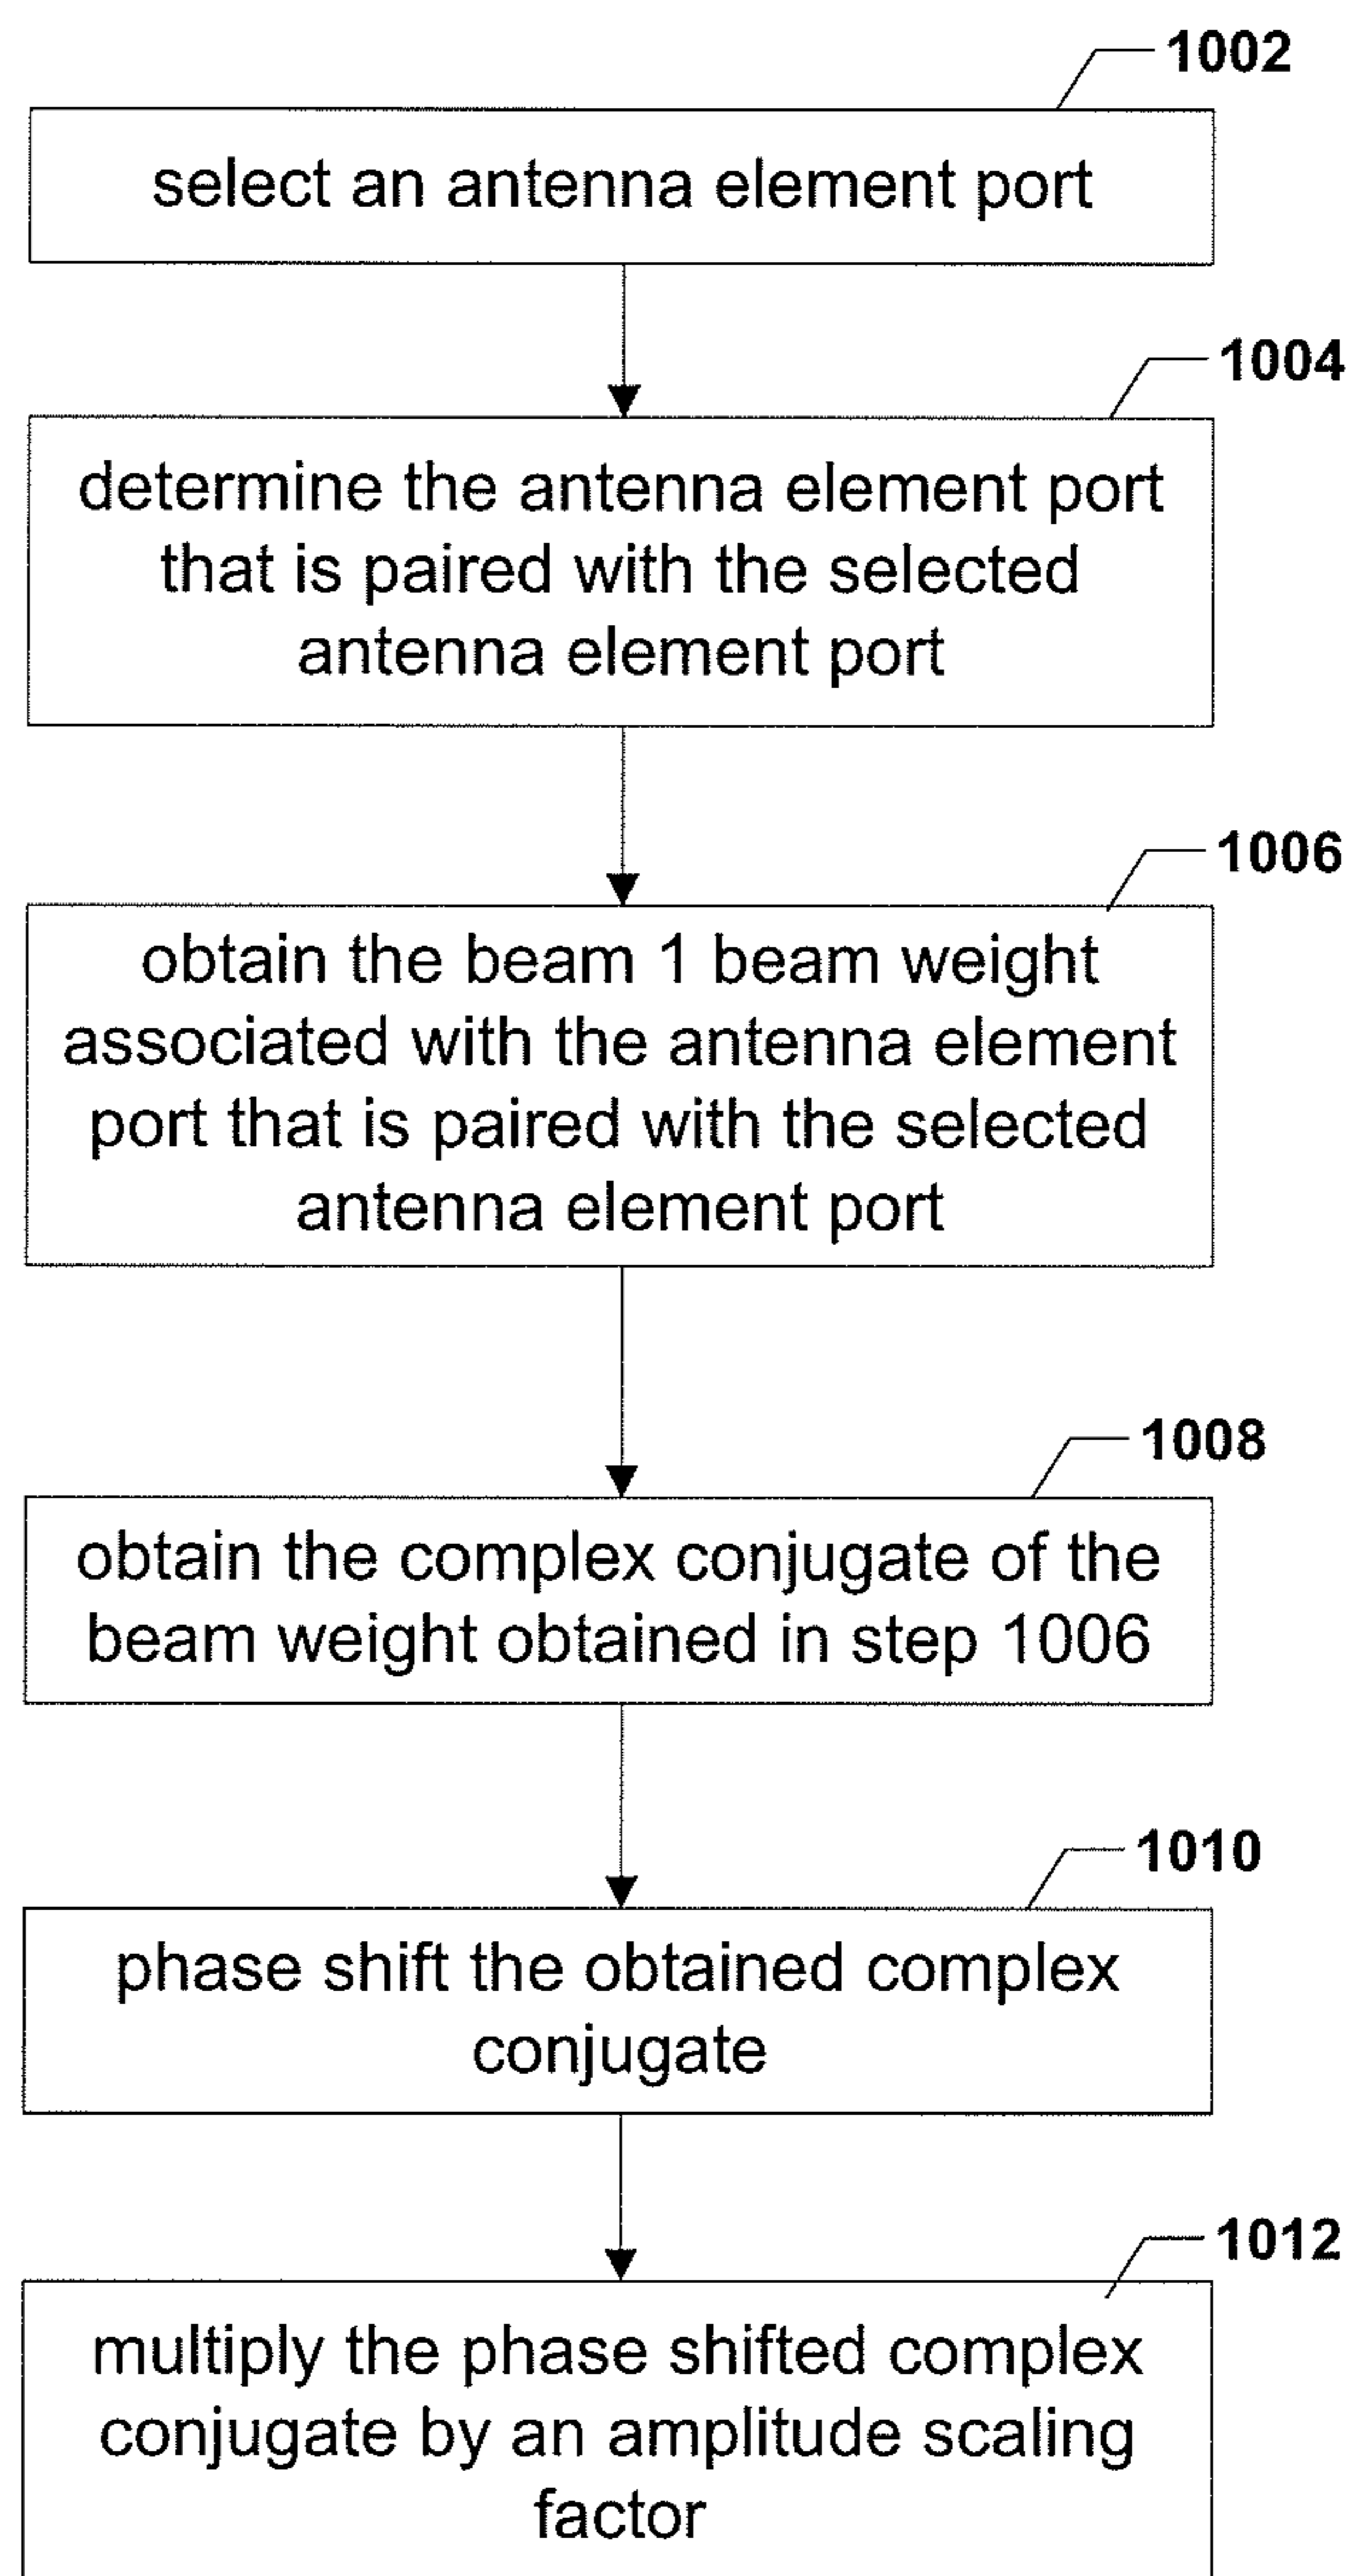 1002
select an antenna element port
1004
determine the antenna element port
that is paired with the selected
antenna element port
1006
obtain the beam 1 beam weight
associated with the antenna element
port that is paired with the selected
antenna element port
1008
obtain the complex conjugate of the
beam weight obtained in step 1006
1010
phase shift the obtained complex
conjugate
1012
multiply the phase shifted complex
conjugate by an amplitude scaling
factor